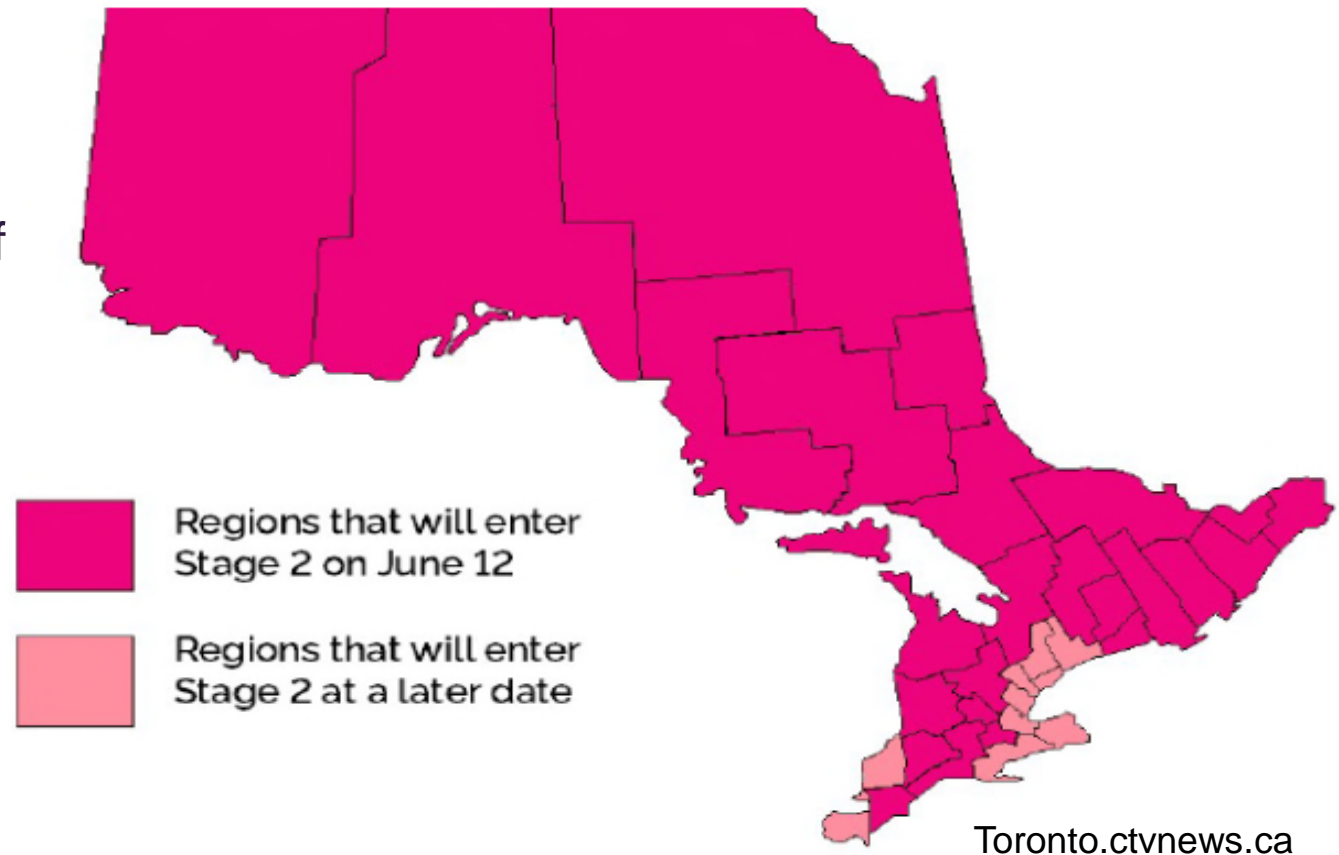 f
Regions that will enter
Stage 2 on June 12
Regions that will enter
Stage 2 at a later date
Toronto.ctvnews.ca